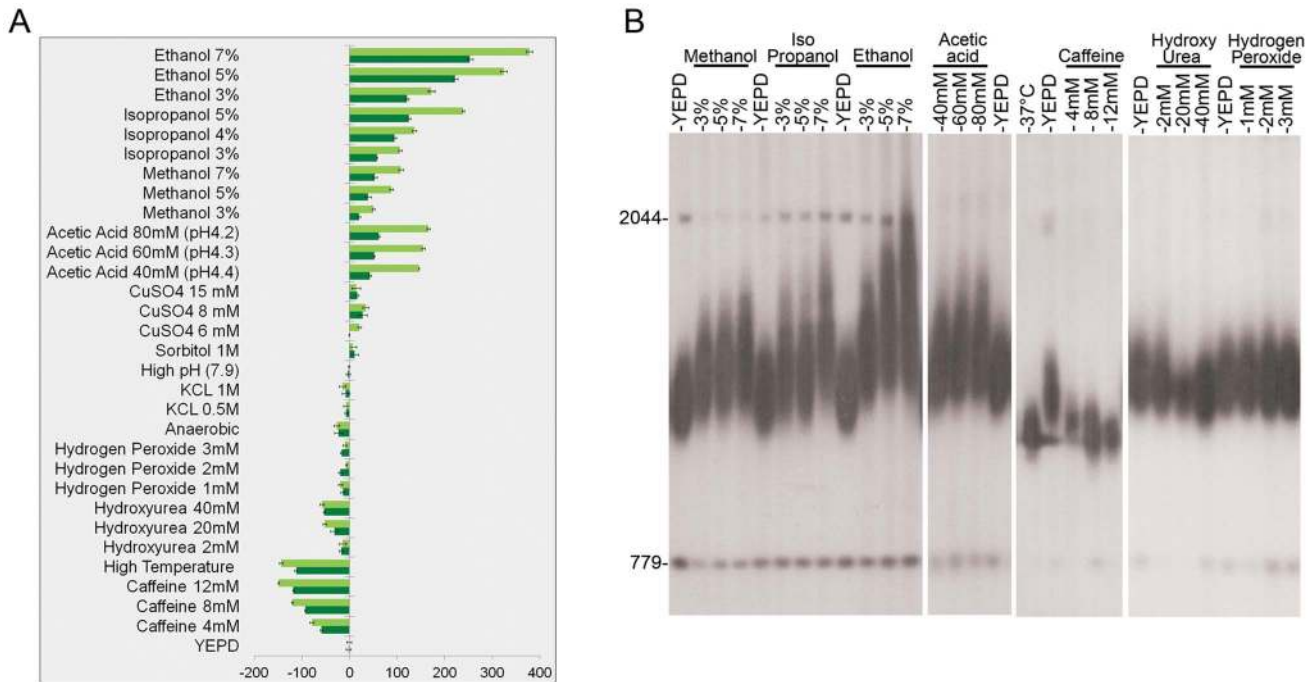 A
Ethanol 7%
Ethanol 5%
Ethanol 3%
Isopropanol 5%
Isopropanol 4%
Isopropanol 3%
Methanol 7%
Methanol 5%
Methanol 3%
Acetic Acid 80mM (pH4.2)
Acetic Acid 60mM (pH4.3)
Acetic Acid 40mM (pH4.4)
CuSO4 15 mM
CuSO4 8 mM
CuSO4 6 mM
Sorbitol 1M
High pH (7.9)
KCL 1M
KCL 0.5M
Anaerobic
Hydrogen Peroxide 3mM
Hydrogen Peroxide 2mM
Hydrogen Peroxide 1mM
Hydroxyurea 40mM
Hydroxyurea 20mM
Hydroxyurea 2mM
High Temperature
Caffeine 12mM
Caffeine 8mM
Caffeine 4mM
YEPD
-200 -100 0 100 200 300 400
B
Methanol
Iso
Propanol
Ethanol
Acetic
acid
Caffeine
Hydroxy
Urea
Hydrogen
Peroxide
-YEPD
-3%
-5%
-7%
-YEPD
-3%
-5%
-7%
-YEPD
-3%
-5%
-7%
-40mM
-60mM
-80mM
-YEPD
-37°C
-YEPD
-4mM
-8mM
-12mM
-YEPD
-2mM
-20mM
-40mM
-YEPD
-1mM
-2mM
-3mM
2044-
779-